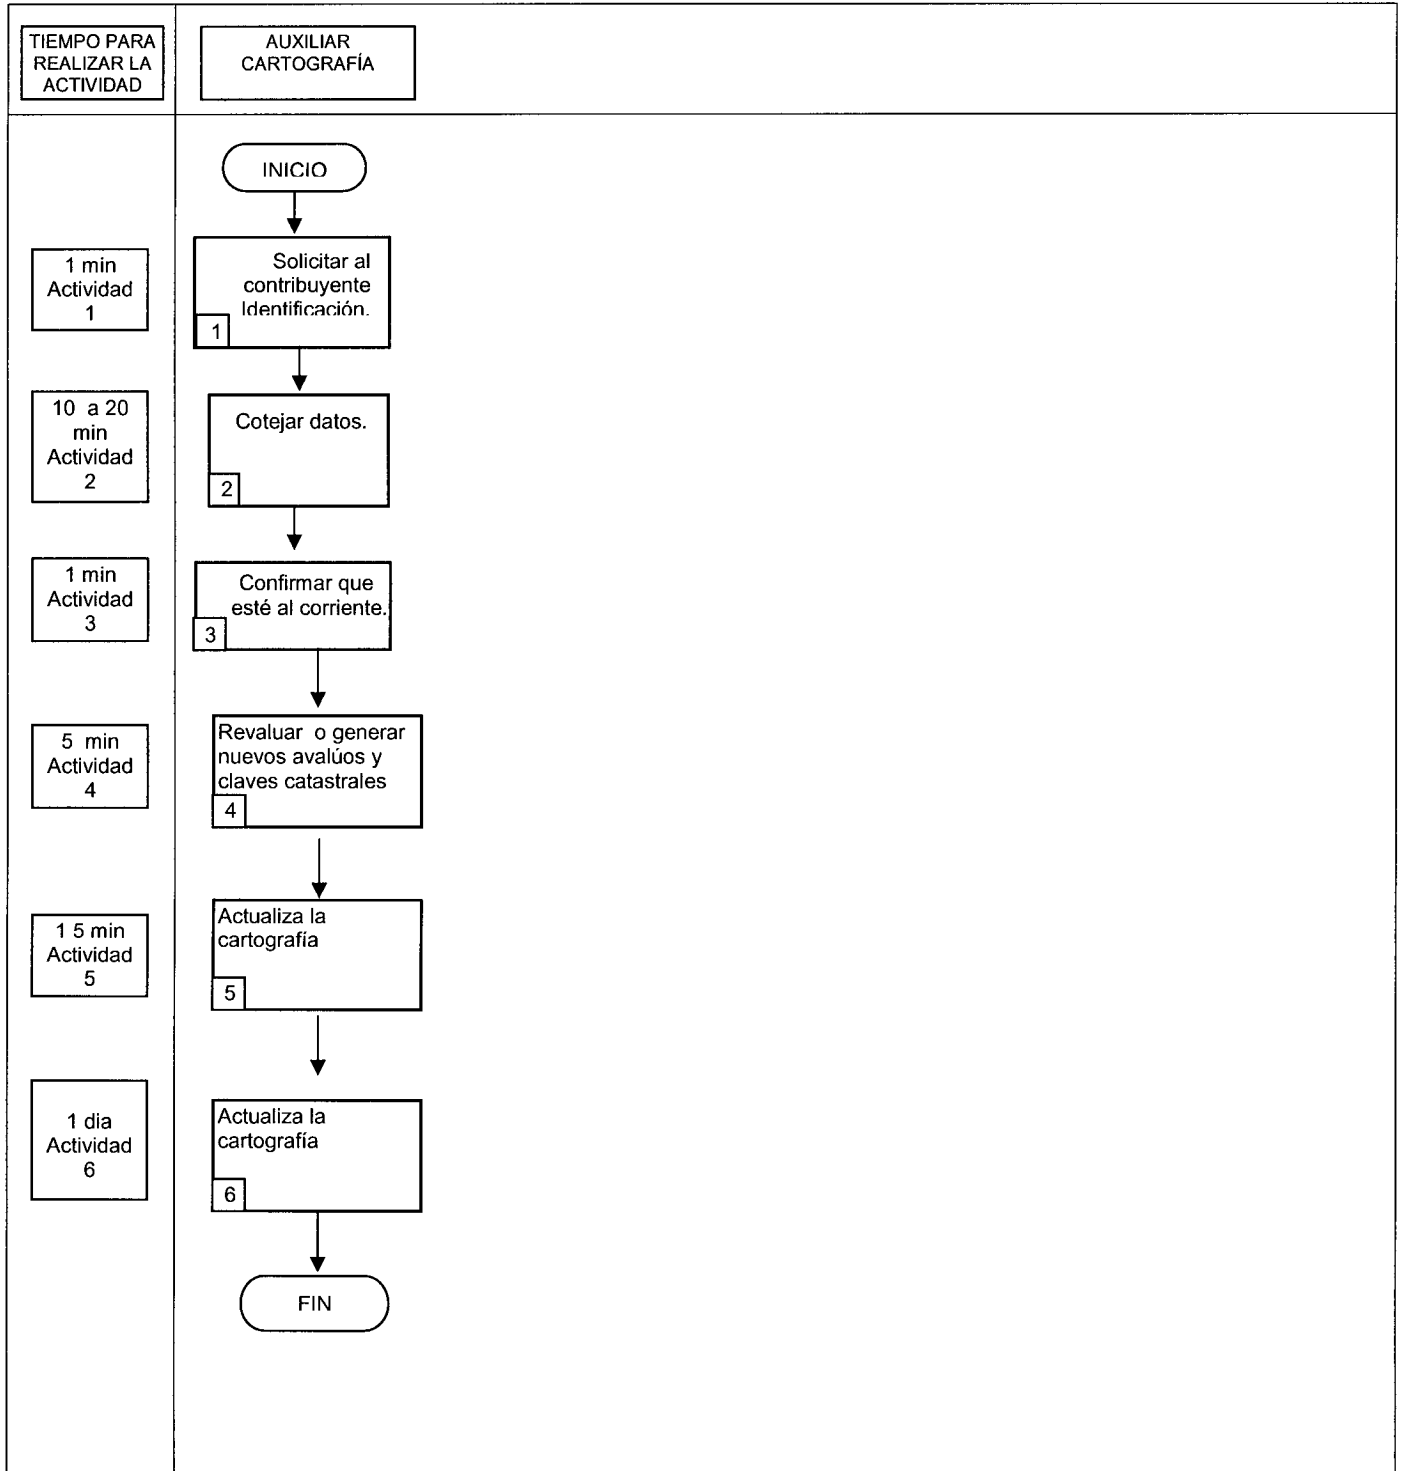 TIEMPO PARA
REALIZAR LA
ACTIVIDAD
AUXILIAR
CARTOGRAFÍA
INICIO
1 min
Actividad
1
Solicitar al
contribuyente
Identificación.
1
10 a 20
min
Actividad
2
Cotejar datos.
2
1 min
Actividad
3
Confirmar que
esté al corriente.
3
5 min
Actividad
4
Revaluar o generar
nuevos avalúos y
claves catastrales
4
1 5 min
Actividad
5
Actualiza la
cartografía
5
1 dia
Actividad
6
Actualiza la
cartografía
6
FIN